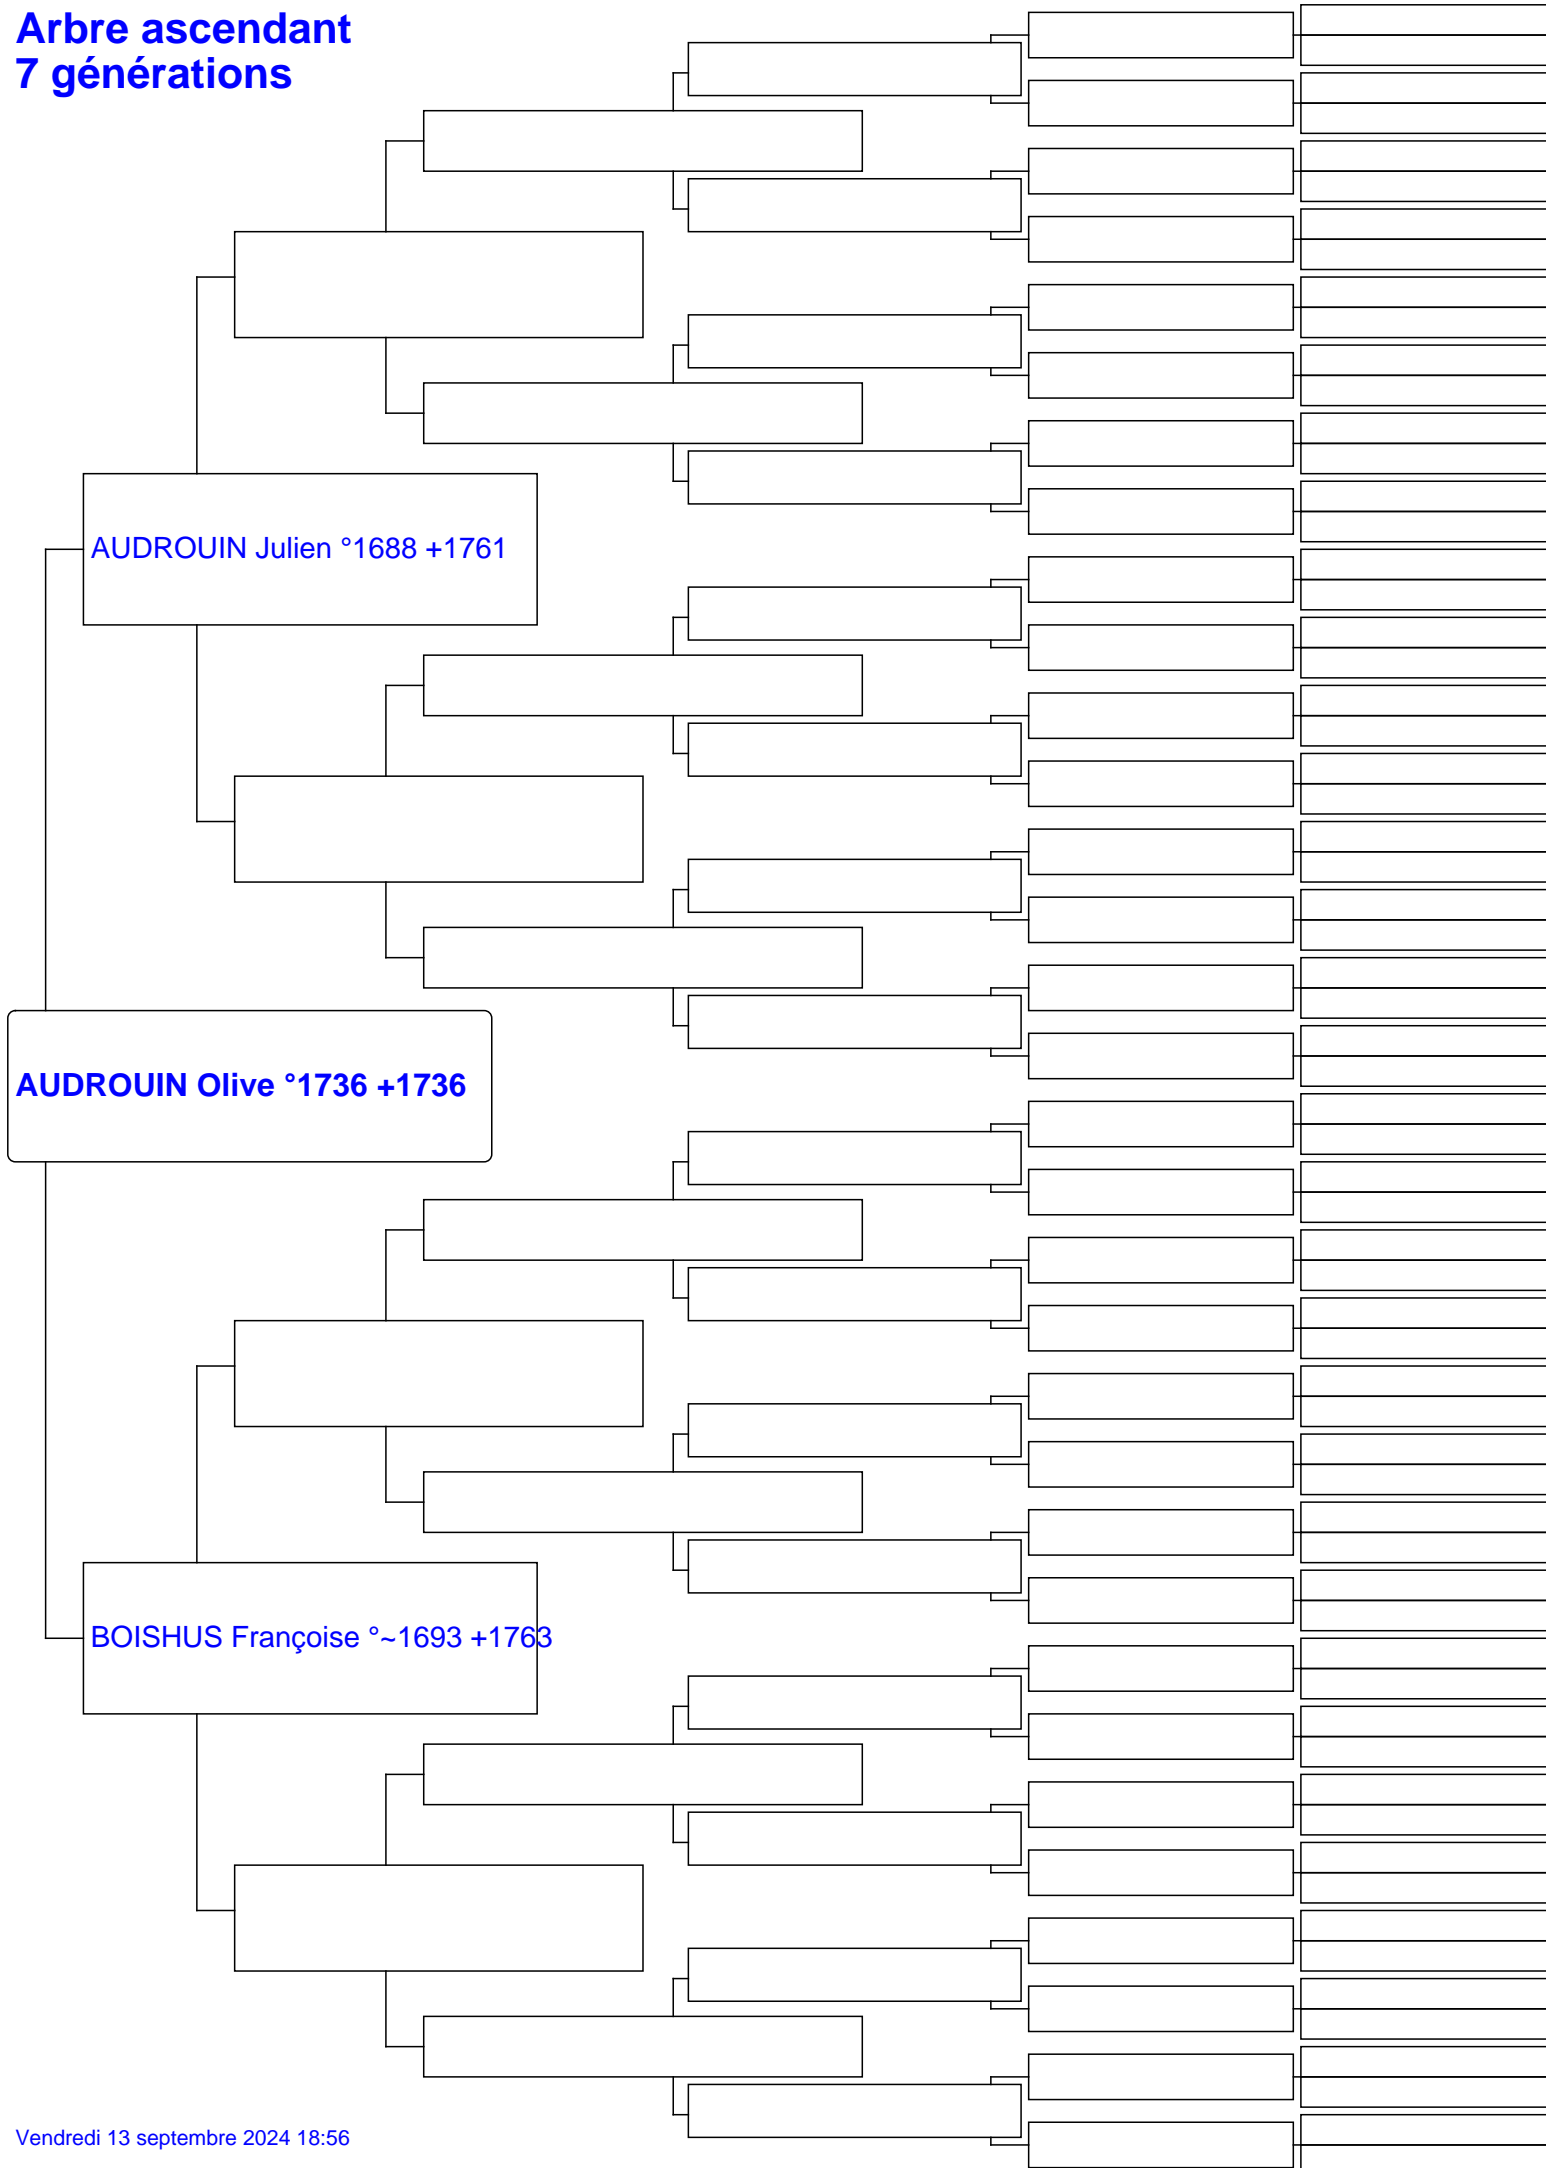 Arbre ascendant
7 générations
AUDROUIN Julien °1688 +1761
AUDROUIN Olive °1736 +1736
BOISHUS Françoise °~1693 +1763
Vendredi 13 septembre 2024 18:56